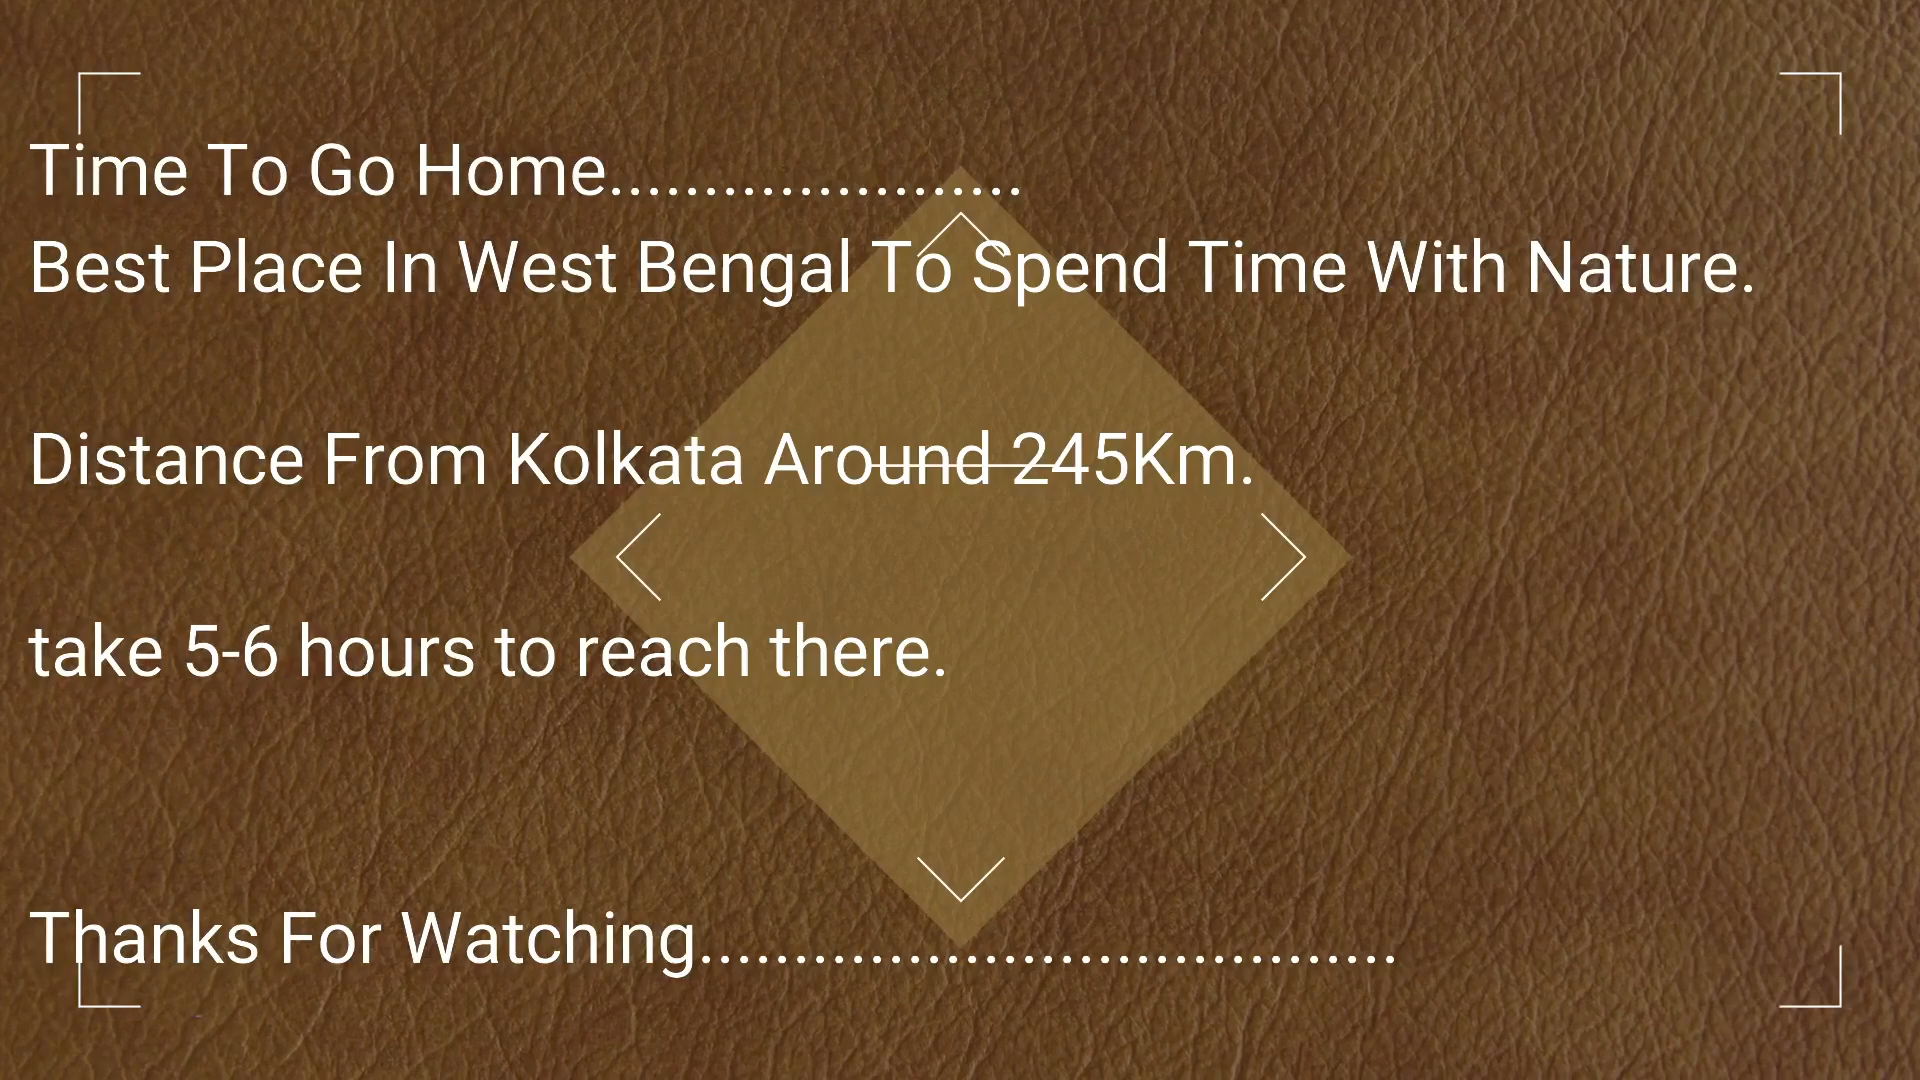 Time To Go Home......................
Best Place In West Bengal To Spend Time With Nature.
Distance From Kolkata Around 245Km.
take 5-6 hours to reach there.
Thanks For Watching.....................................